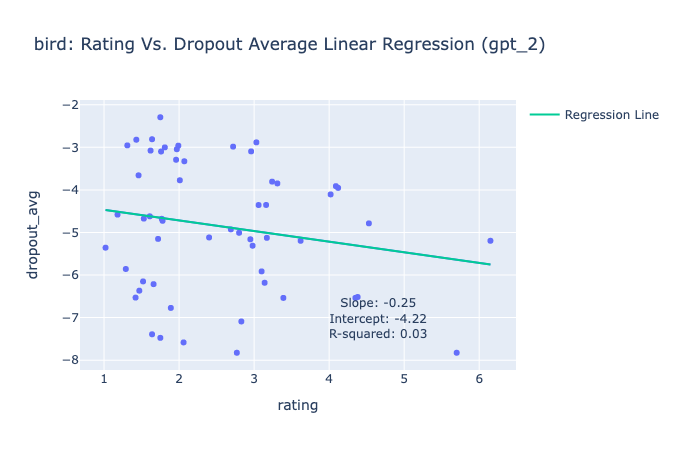 bird: Rating Vs. Dropout Average Linear Regression (gpt_2)
Regression Line
dropout_avg
−2
−3
−4
−5
−6
−7
−8
Slope: -0.25
Intercept: -4.22
R-squared: 0.03
1 2 3 4 5 6
rating